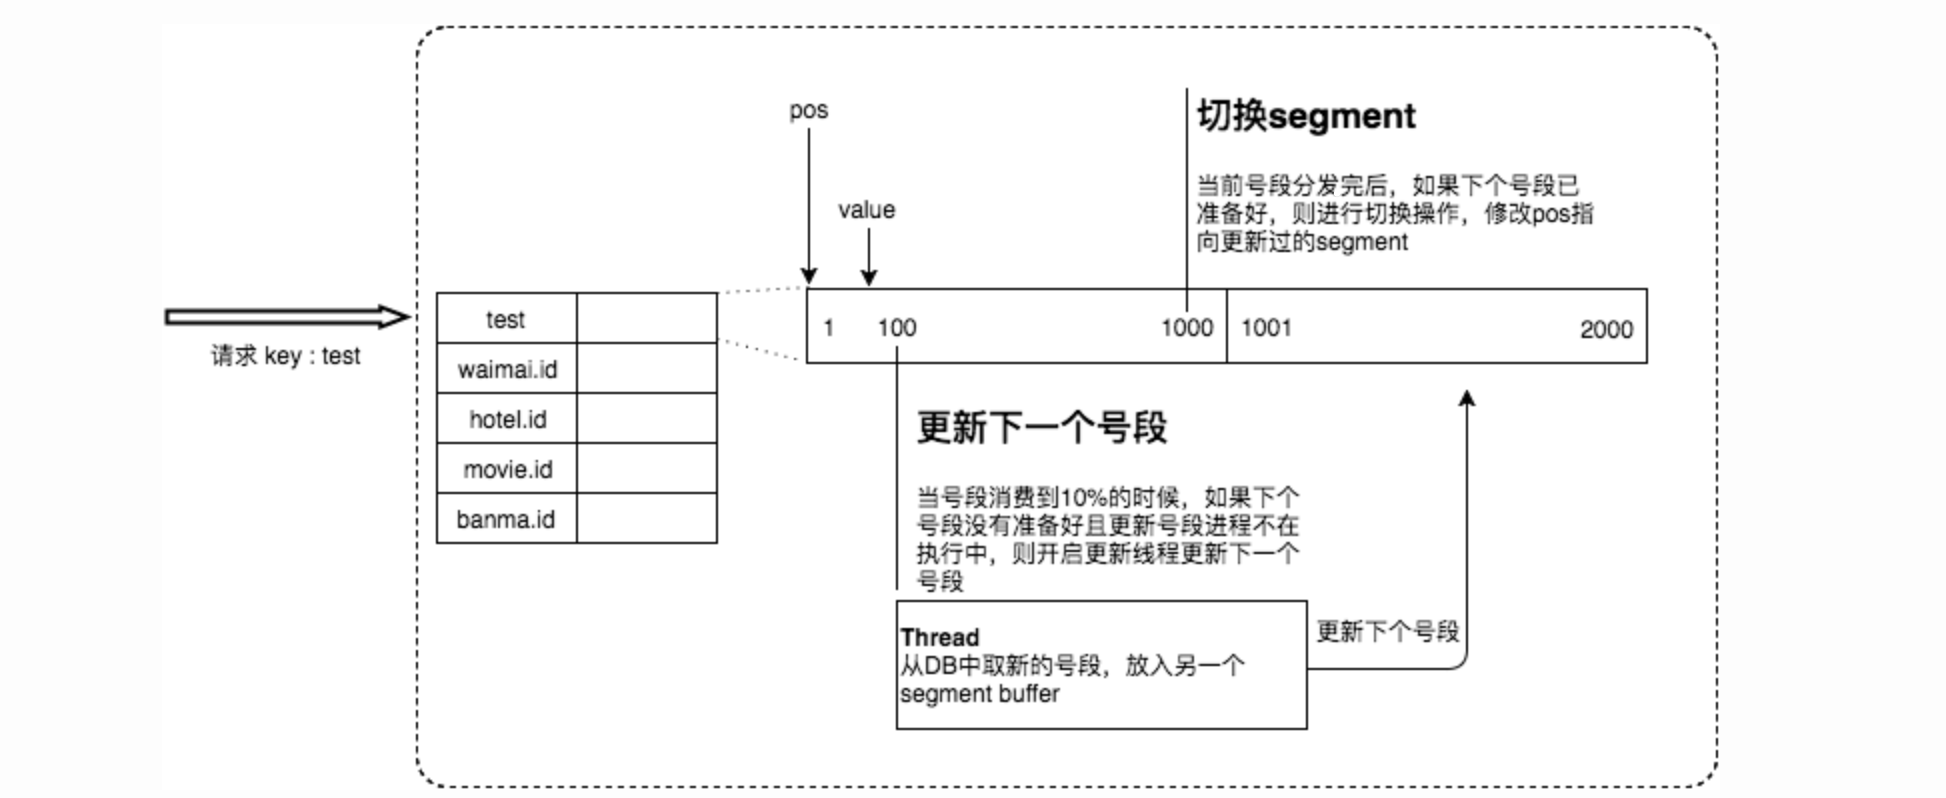 pos
切换segment
当前号段分发完后，如果下个号段已
准备好，则进行切换操作，修改pos指
向更新过的segment
value
请求 key : test
test
waimai.id
hotel.id
movie.id
banma.id
1 100 1000 1001 2000
更新下一个号段
当号段消费到10%的时候，如果下个
号段没有准备好且更新号段进程不在
执行中，则开启更新线程更新下一个
号段
Thread
从DB中取新的号段，放入另一个
segment buffer
更新下个号段